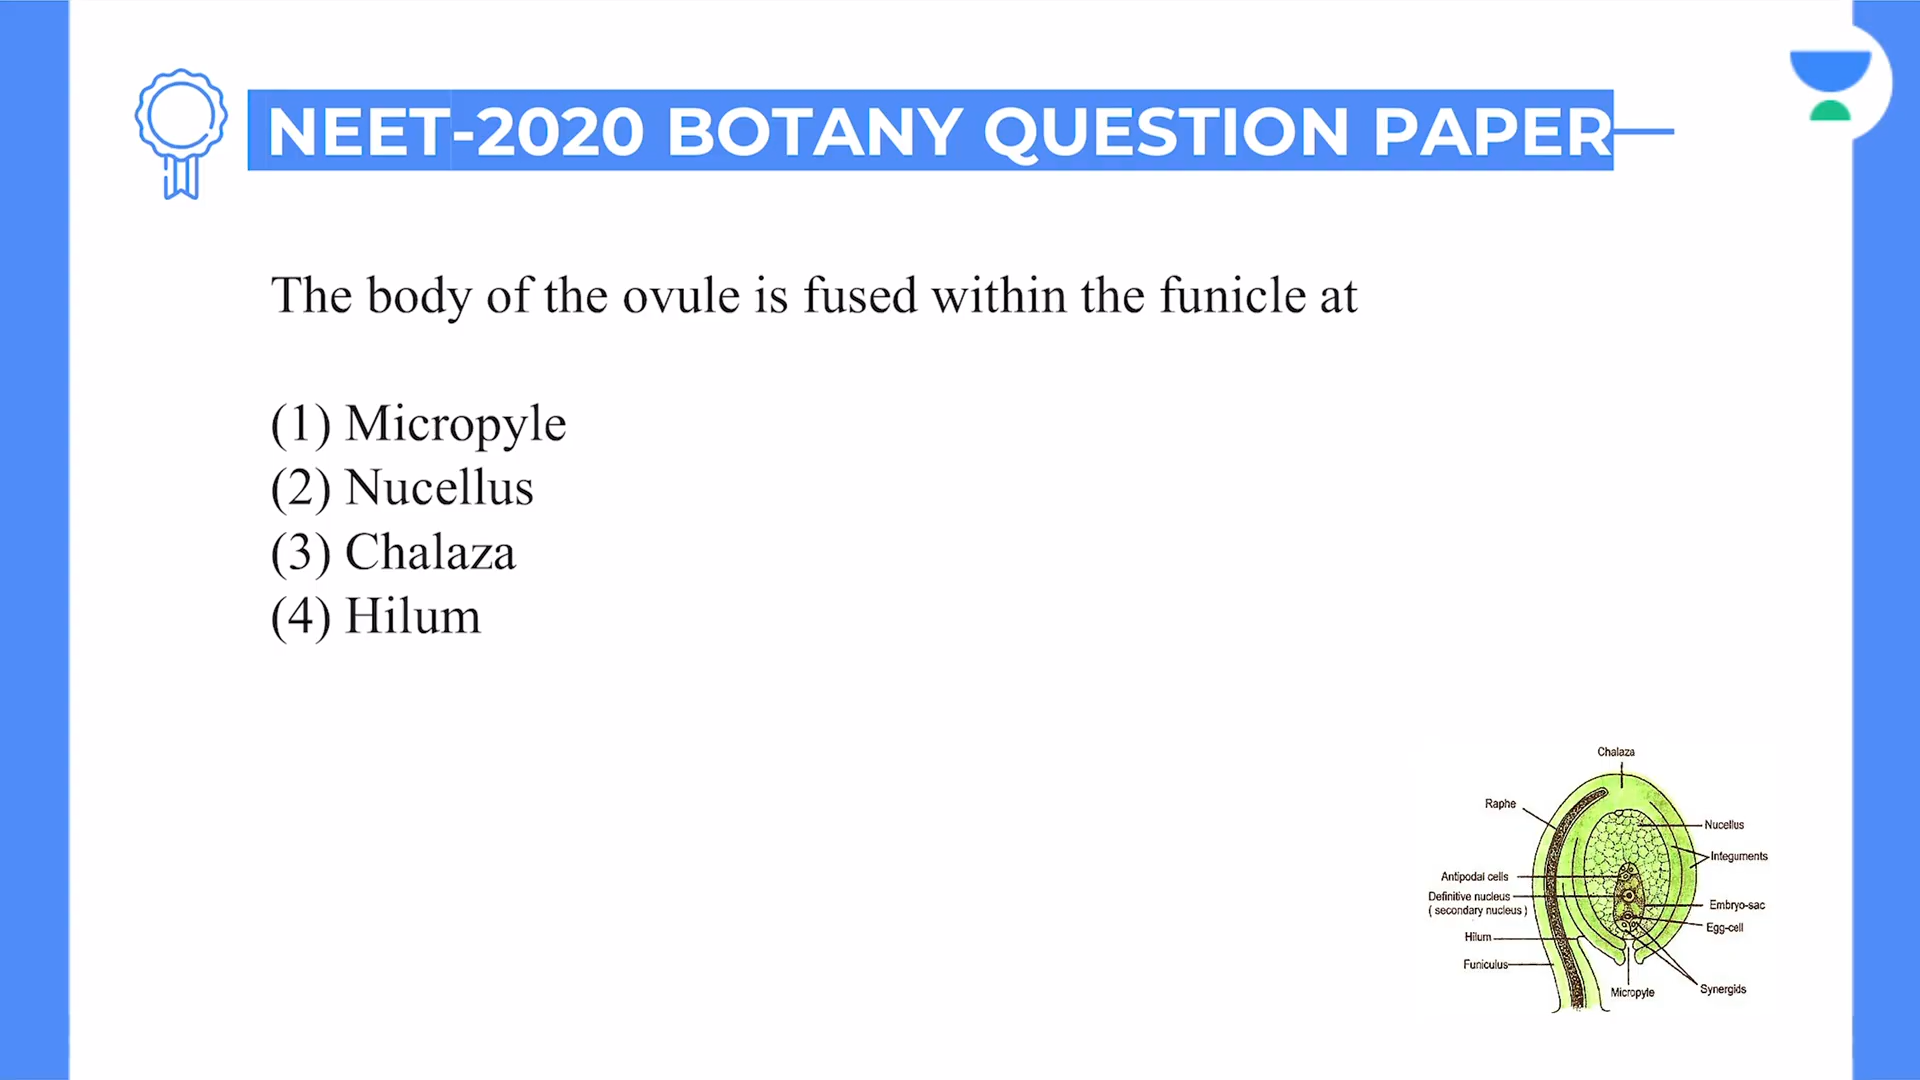 NEET-2020 BOTANY QUESTION PAPER
The body of the ovule is fused within the funicle at
(1) Micropyle
(2) Nucellus
(3) Chalaza
(4) Hilum
Chalaza
Raphe
Nucellus
Integuments
Antipodal cells
Definitive nucleus
( secondary nucleus )
Embryo-sac
Egg-cell
Hilum
Funiculus
Micropyle
Synergids